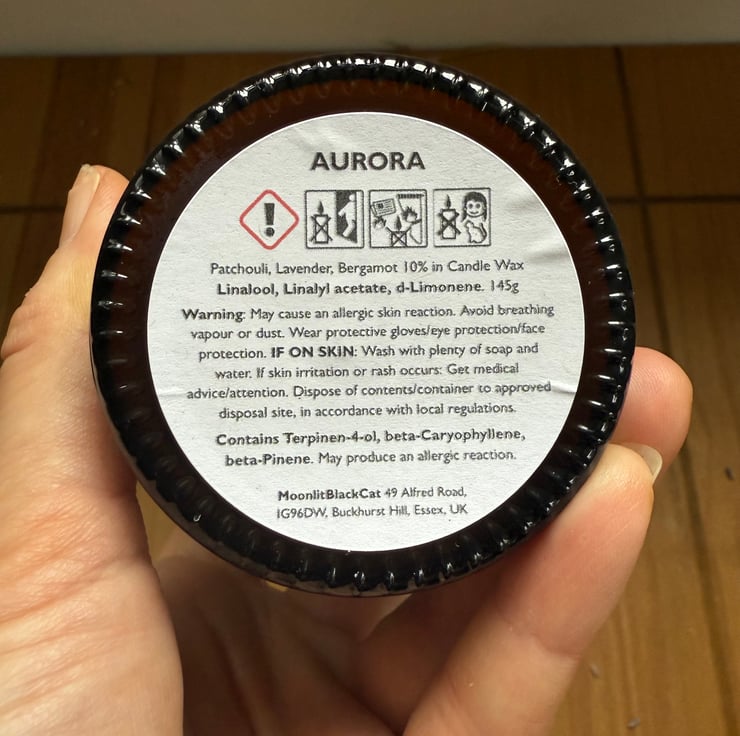 AURORA
Patchouli, Lavender, Bergamot 10% in Candle Wax
Linalool, Linalyl acetate, d-Limonene. 145g
Warning: May cause an allergic skin reaction. Avoid breathing
vapour or dust. Wear protective gloves/eye protection/face
protection. IF ON SKiN: Wash with plenty of soap and
water. If skin irritation or rash occurs: Get medical
advice/attention. Dispose of contents/container to approved
disposal site, in accordance with local regulations.
Contains Terpinen-4-ol, beta-Caryophyllene,
beta-Pinene. May produce an allergic reaction.
MoonlitBlackCat 49 Alfred Road,
IG96DW, Buckhurst Hill, Essex, UK